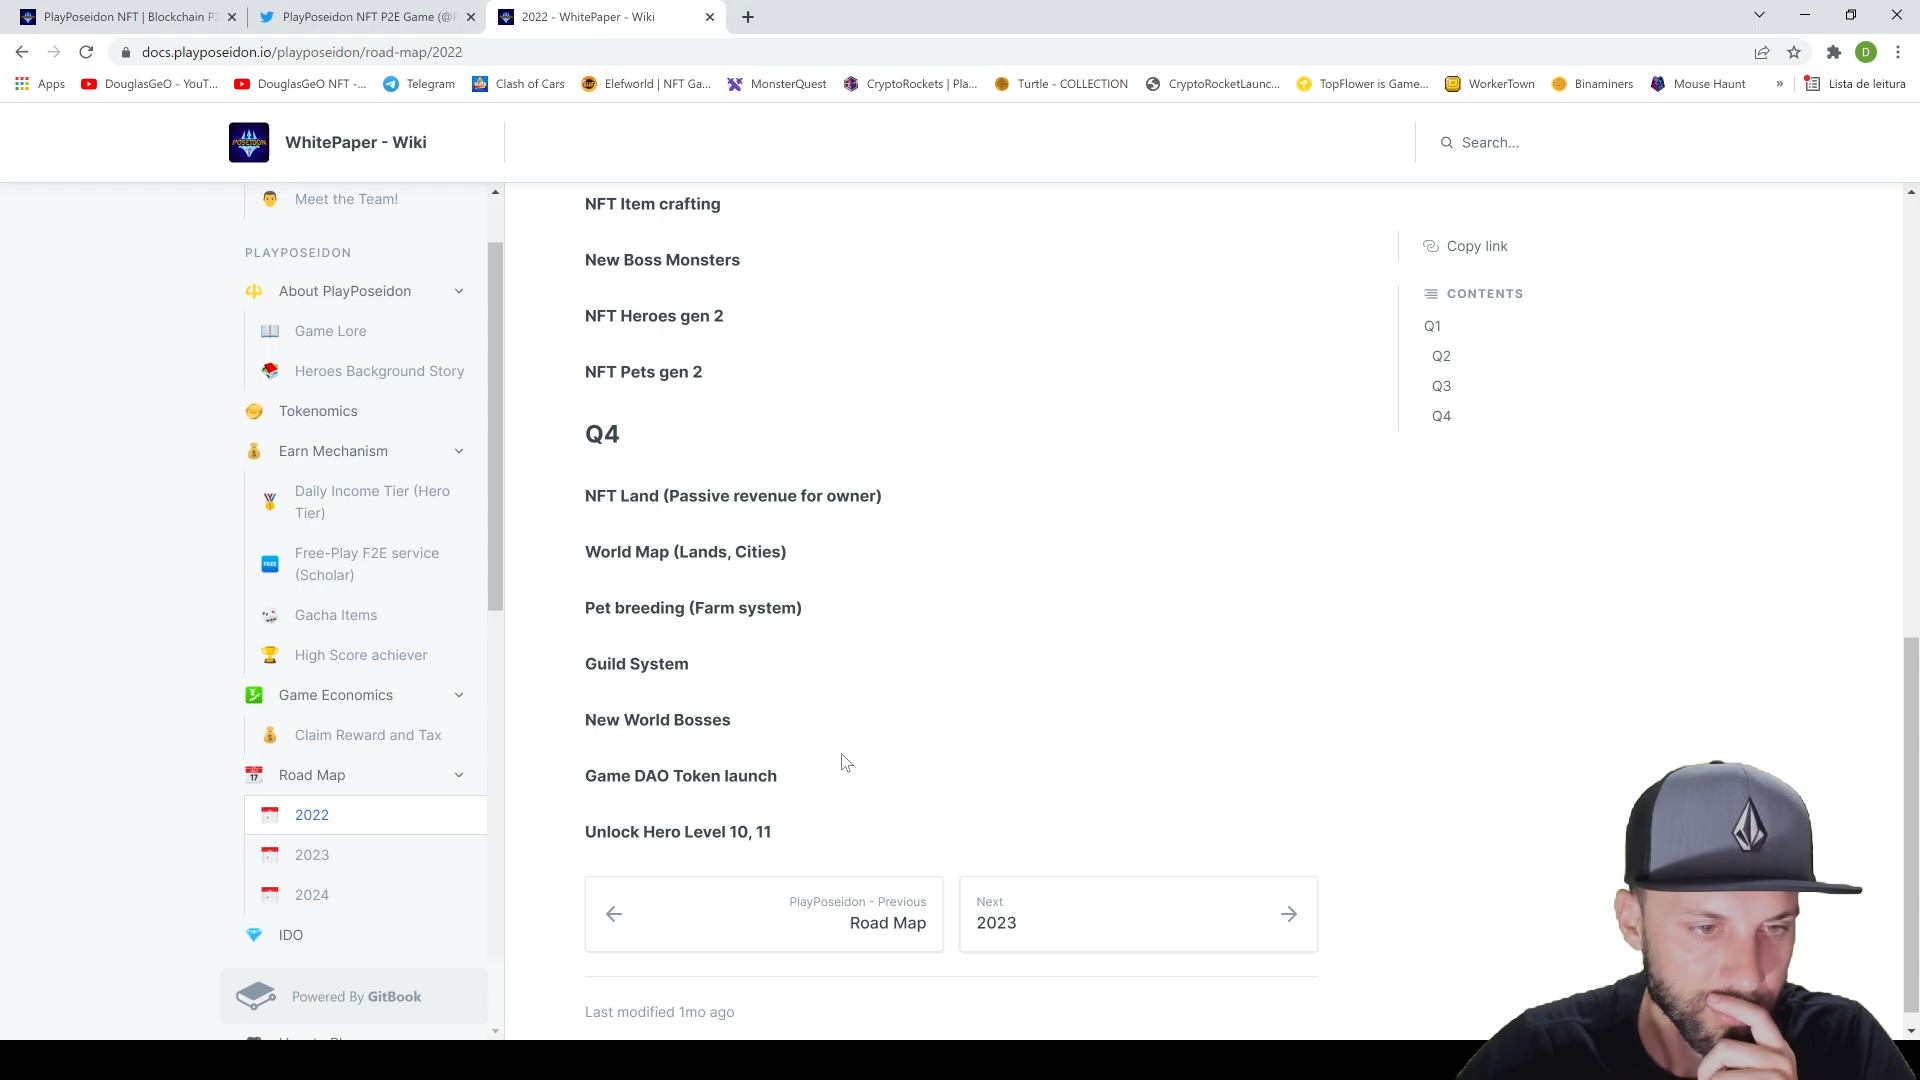 PlayPoseidon NFT | Blockchain P2
PlayPoseidon NFT P2E Game (@P
2022 - WhitePaper - Wiki
docs.playposeidon.io/playposeidon/road-map/2022
D
Apps
DouglasGeO - YouT...
DouglasGeO NFT -...
Telegram
Clash of Cars
Elefworld | NFT Ga...
MonsterQuest
CryptoRockets | Pla...
Turtle - COLLECTION
CryptoRocketLaunc...
TopFlower is Game...
WorkerTown
Binaminers
Mouse Haunt
»
Lista de leitura
POSEIDON
WhitePaper - Wiki
Search...
Meet the Team!
PLAYPOSEIDON
About PlayPoseidon
Game Lore
Heroes Background Story
Tokenomics
Earn Mechanism
Daily Income Tier (Hero
Tier)
FREE
Free-Play F2E service
(Scholar)
Gacha Items
High Score achiever
Game Economics
Claim Reward and Tax
Road Map
2022
2023
2024
IDO
Powered By GitBook
NFT Item crafting
New Boss Monsters
NFT Heroes gen 2
NFT Pets gen 2
Q4
NFT Land (Passive revenue for owner)
World Map (Lands, Cities)
Pet breeding (Farm system)
Guild System
New World Bosses
Game DAO Token launch
Unlock Hero Level 10, 11
PlayPoseidon - Previous
Road Map
Next
2023
Last modified 1mo ago
Copy link
CONTENTS
Q1
Q2
Q3
Q4